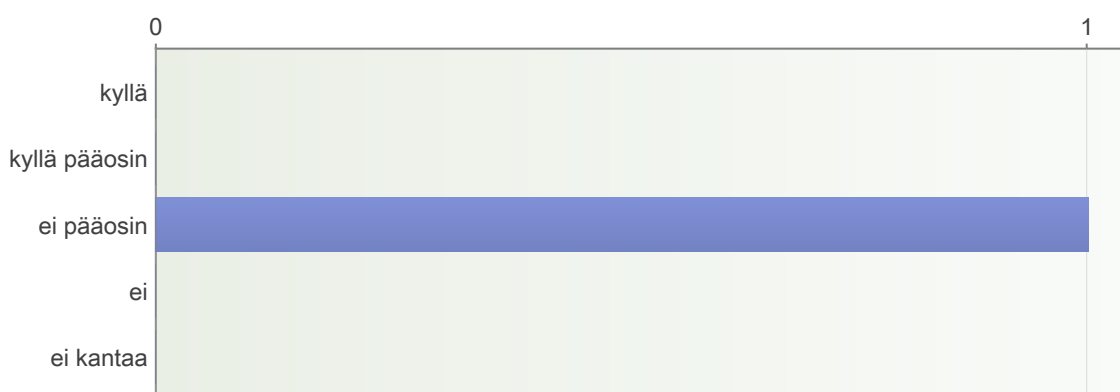 0 1
kyllä
kyllä pääosin
ei pääosin
ei
ei kantaa